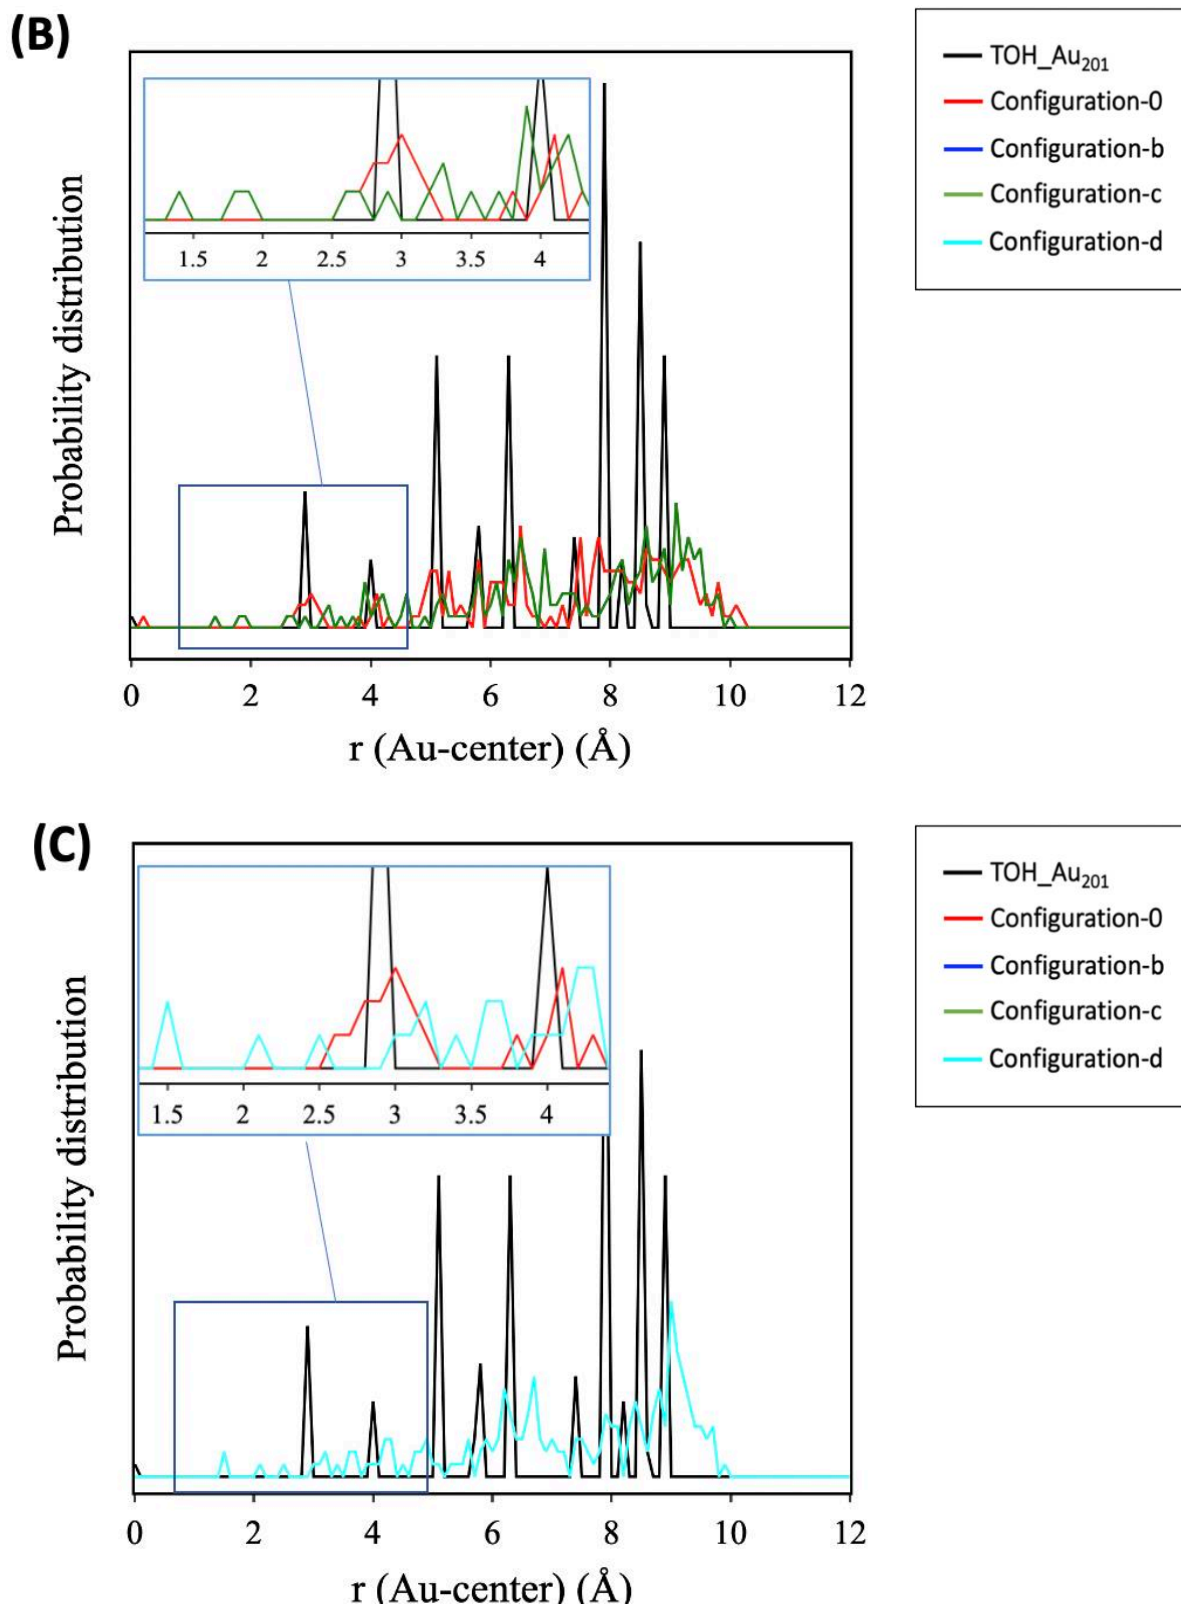 (B)
TOH_Au₂₀₁
Configuration-0
Configuration-b
Configuration-c
Configuration-d
Probability distribution
1.5 2 2.5 3 3.5 4
0 2 4 6 8 10 12
r (Au-center) (Å)
(C)
TOH_Au₂₀₁
Configuration-0
Configuration-b
Configuration-c
Configuration-d
Probability distribution
1.5 2 2.5 3 3.5 4
0 2 4 6 8 10 12
r (Au-center) (Å)